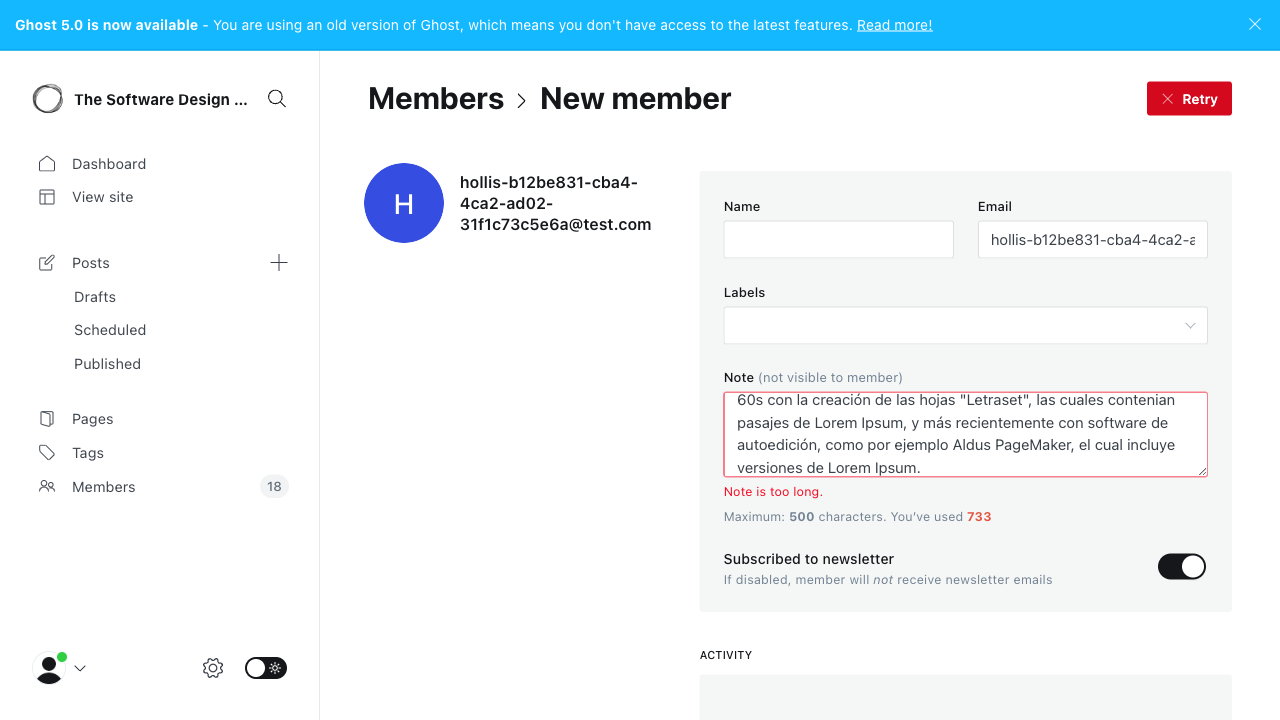 Ghost 5.0 is now available - You are using an old version of Ghost, which means you don't have access to the latest features. Read more!
The Software Design ...
Dashboard
View site
Posts
Drafts
Scheduled
Published
Pages
Tags
Members 18
Members > New member
Retry
H
hollis-b12be831-cba4-
4ca2-ad02-
31f1c73c5e6a@test.com
Name
Email
hollis-b12be831-cba4-4ca2-a
Labels
Note (not visible to member)
60s con la creación de las hojas "Letraset", las cuales contenian
pasajes de Lorem Ipsum, y más recientemente con software de
autoedición, como por ejemplo Aldus PageMaker, el cual incluye
versiones de Lorem Ipsum.
Note is too long.
Maximum: 500 characters. You've used 733
Subscribed to newsletter
If disabled, member will not receive newsletter emails
ACTIVITY